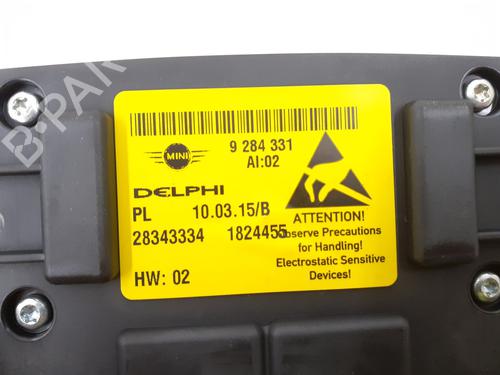 B-PARTS
MINI
9 284 331
AI:02
DELPHI
PL 10.03.15/B
28343334 1824455
HW: 02
ATTENTION!
Observe Precautions
for Handling!
Electrostatic Sensitive
Devices!